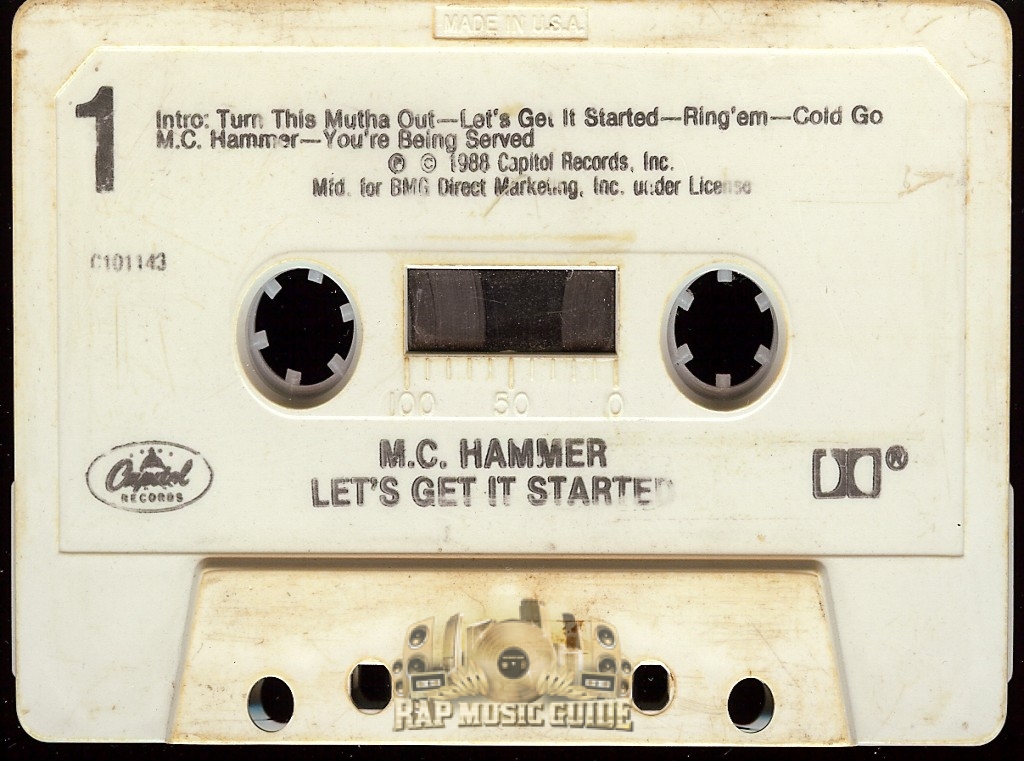 MADE IN U.S.A.
1
Intro: Turn This Mutha Out—Let's Get It Started—Ring'em—Cold Go
M.C. Hammer—You're Being Served
℗ © 1988 Capitol Records, Inc.
Mfd. for BMG Direct Marketing, Inc. under License
C101143
100 50 0
M.C. HAMMER
LET'S GET IT STARTED
Capitol
RECORDS
®
RAP MUSIC GUIDE